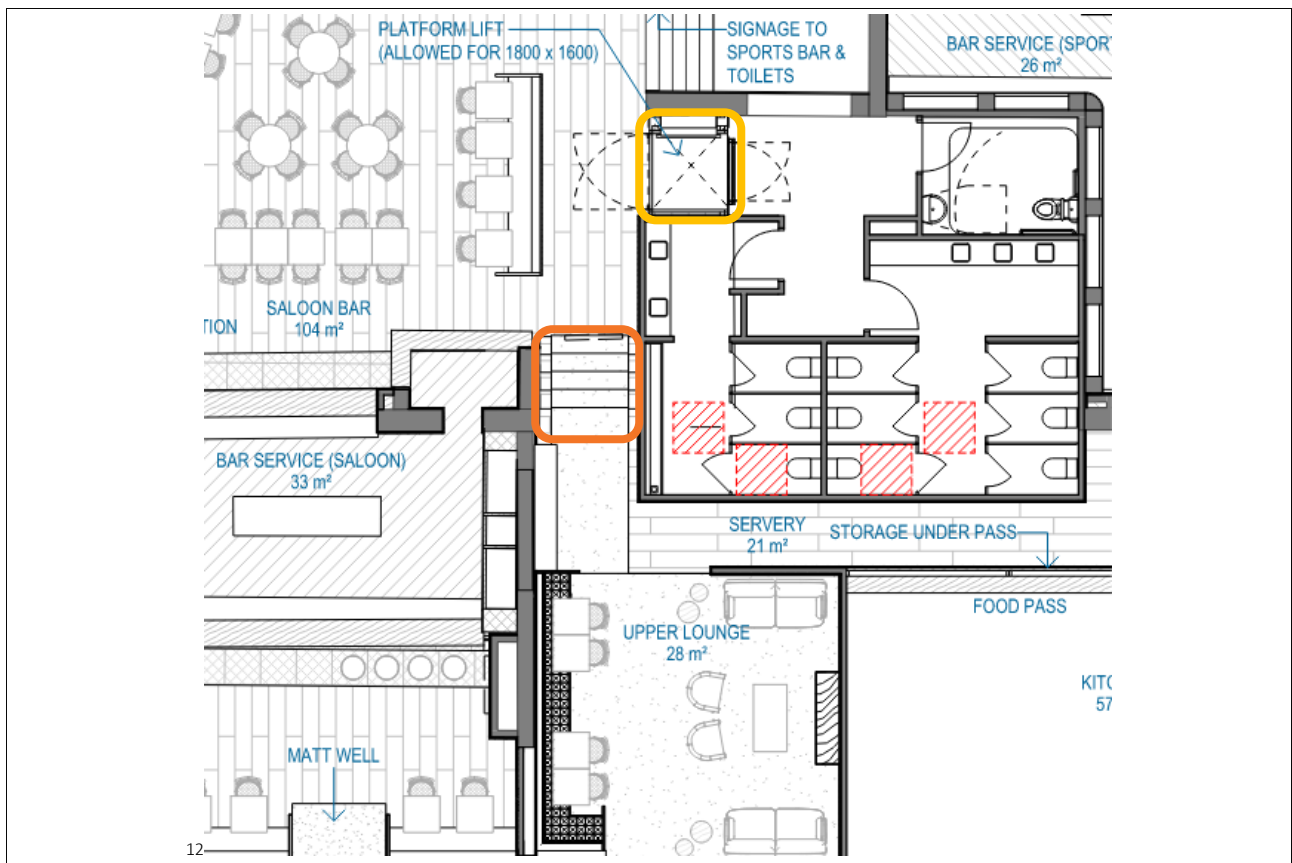 PLATFORM LIFT
(ALLOWED FOR 1800 x 1600)
SIGNAGE TO
SPORTS BAR &
TOILETS
BAR SERVICE (SPOR
26 m²
SALOON BAR
104 m²
TION
BAR SERVICE (SALOON)
33 m²
SERVERY
21 m²
STORAGE UNDER PASS
FOOD PASS
UPPER LOUNGE
28 m²
KITC
57
MATT WELL
12